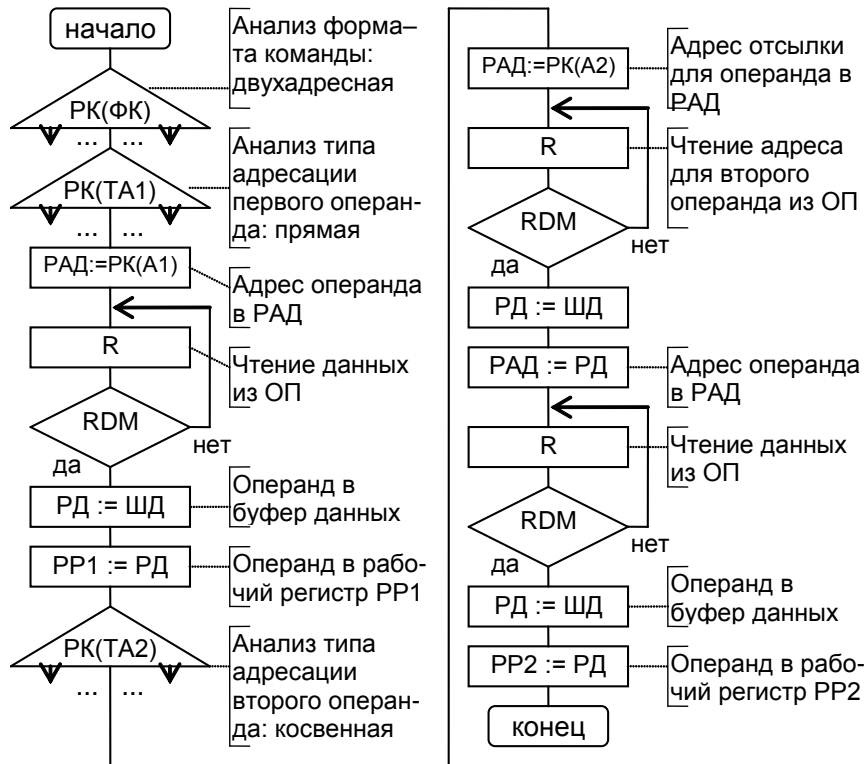 начало
Анализ форма–
та команды:
двухадресная
РК(ФК)
... ...
Анализ типа
адресации
первого операн-
да: прямая
РК(ТА1)
... ...
РАД:=РК(А1)
Адрес операнда
в РАД
R
Чтение данных
из ОП
RDM
нет
да
РД := ШД
Операнд в
буфер данных
РР1 := РД
Операнд в рабо-
чий регистр РР1
РК(ТА2)
... ...
Анализ типа
адресации
второго операн-
да: косвенная
РАД:=РК(А2)
Адрес отсылки
для операнда в
РАД
R
Чтение адреса
для второго
операнда из ОП
RDM
нет
да
РД := ШД
РАД := РД
Адрес операнда
в РАД
R
Чтение данных
из ОП
RDM
нет
да
РД := ШД
Операнд в
буфер данных
РР2 := РД
Операнд в рабо-
чий регистр РР2
конец